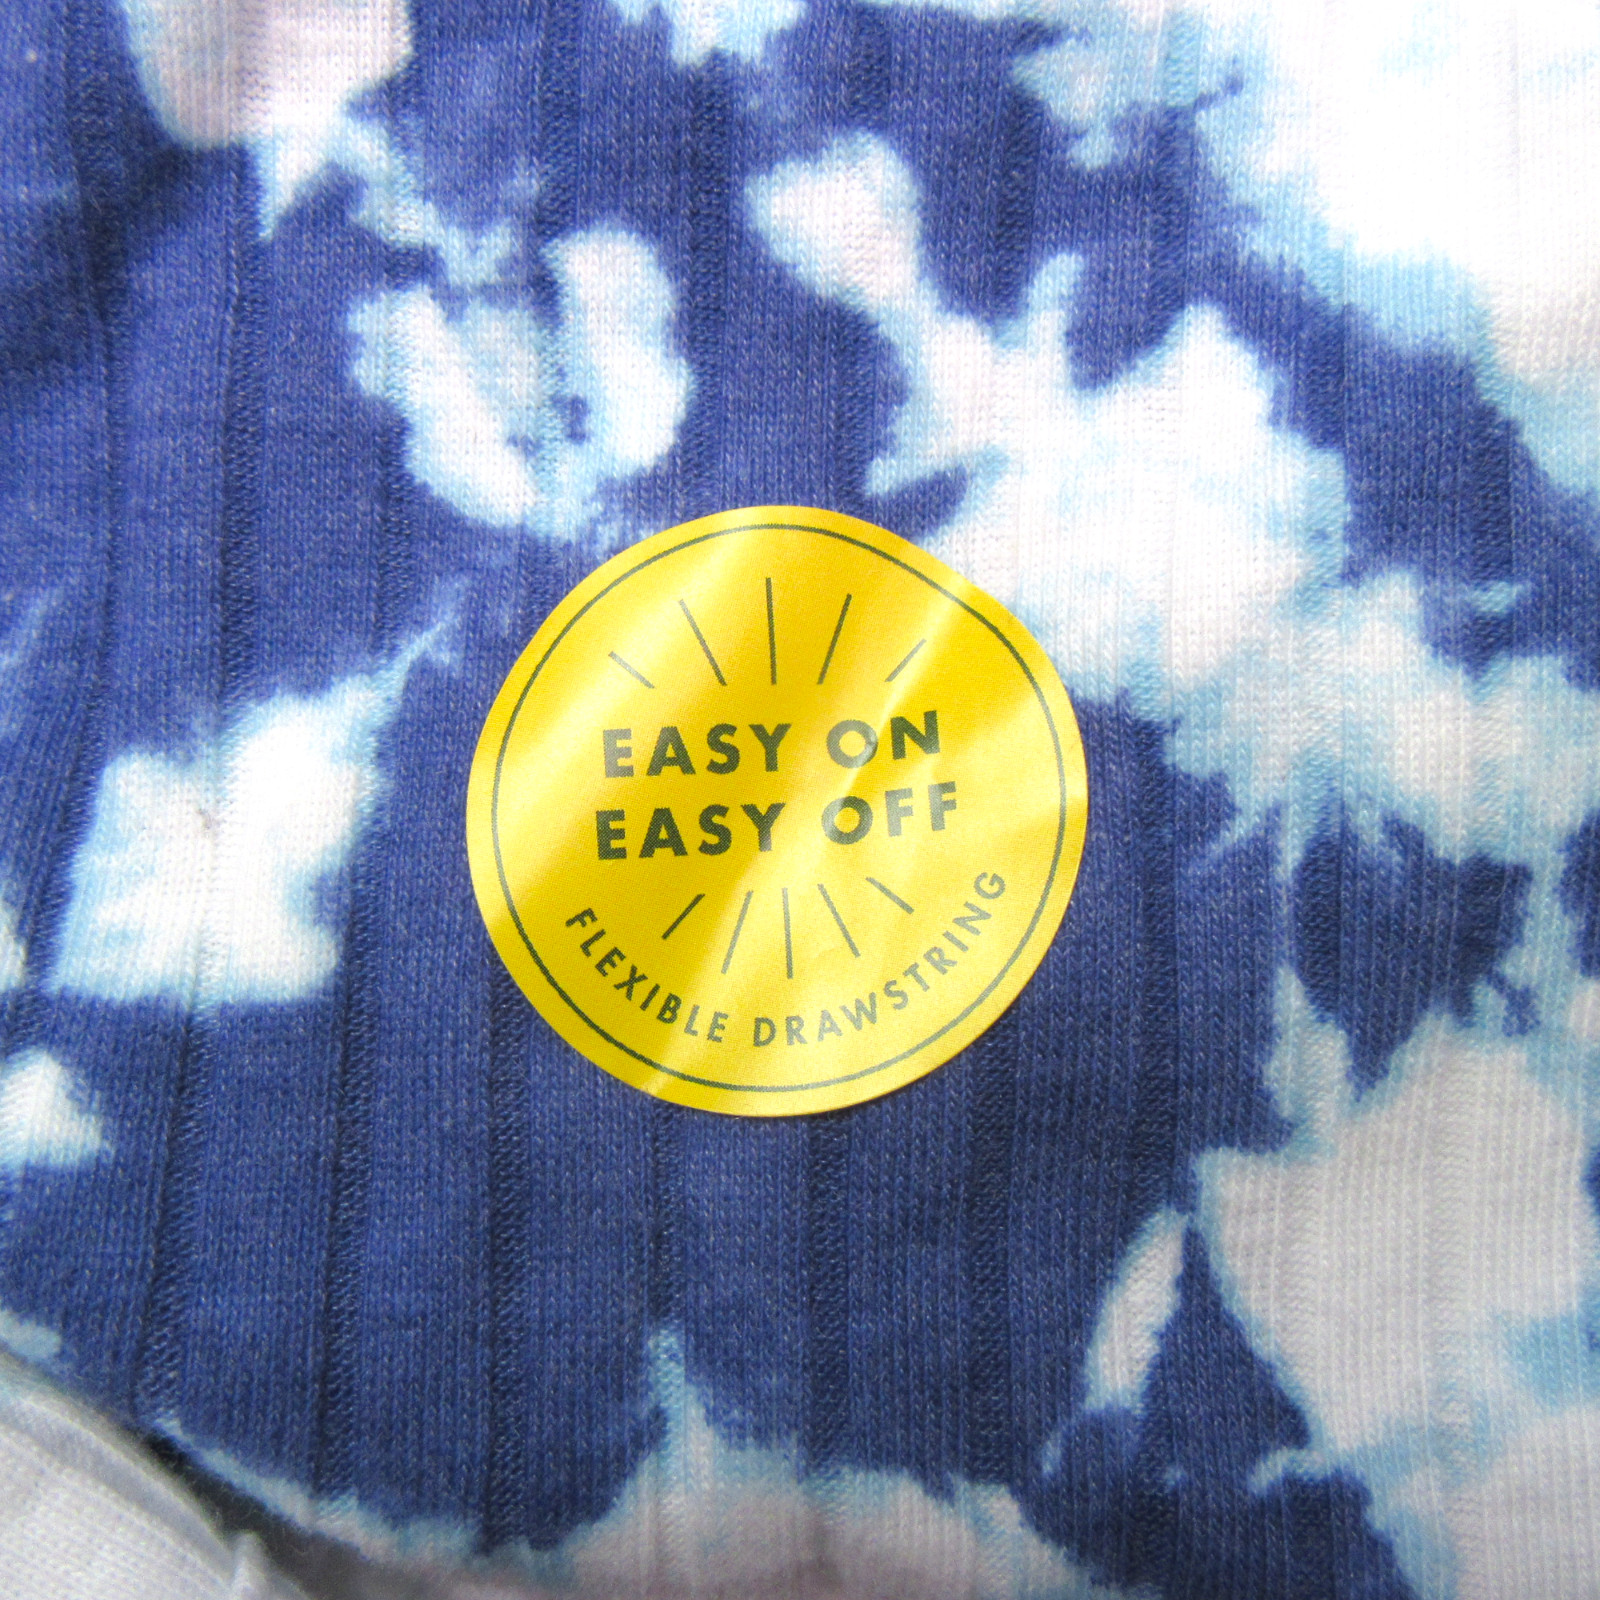 EASY ON
EASY OFF
FLEXIBLE DRAWSTRING